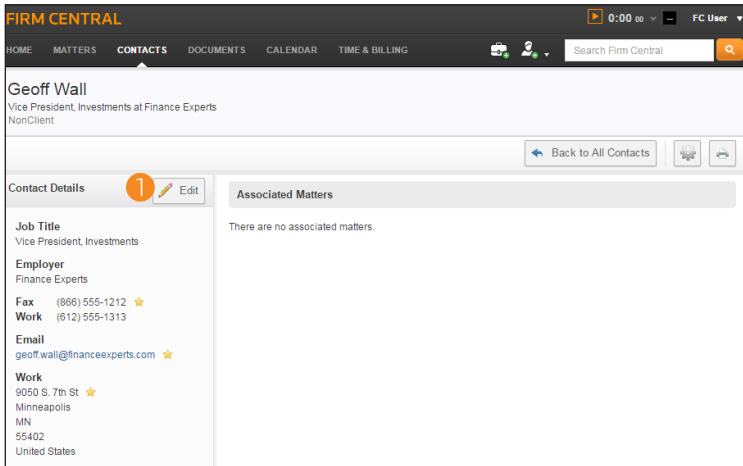 FIRM CENTRAL
0:00 00
FC User
HOME MATTERS CONTACTS DOCUMENTS CALENDAR TIME & BILLING
Search Firm Central
Geoff Wall
Vice President, Investments at Finance Experts
NonClient
Back to All Contacts
Contact Details
1
Edit
Associated Matters
There are no associated matters.
Job Title
Vice President, Investments
Employer
Finance Experts
Fax (866) 555-1212
Work (612) 555-1313
Email
geoff.wall@financeexperts.com
Work
9050 S. 7th St
Minneapolis
MN
55402
United States